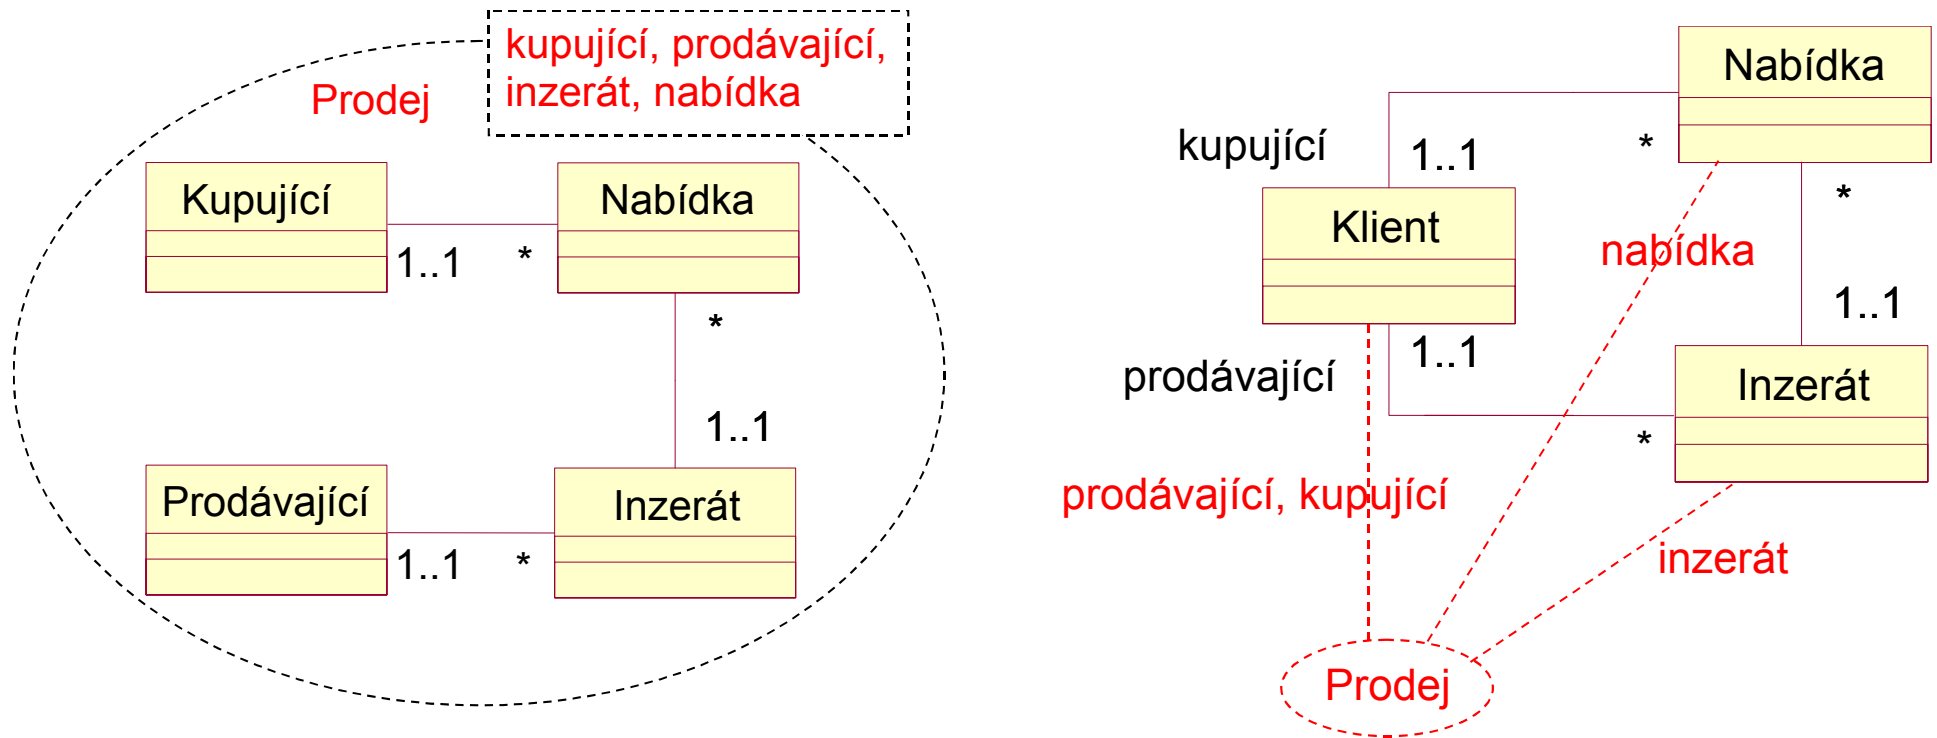 kupující, prodávající,
inzerát, nabídka
Prodej
Kupující
1..1
*
Nabídka
*
1..1
Prodávající
1..1
*
Inzerát
Nabídka
kupující
1..1
*
*
Klient
nabídka
1..1
1..1
prodávající
Inzerát
*
prodávající, kupující
inzerát
Prodej